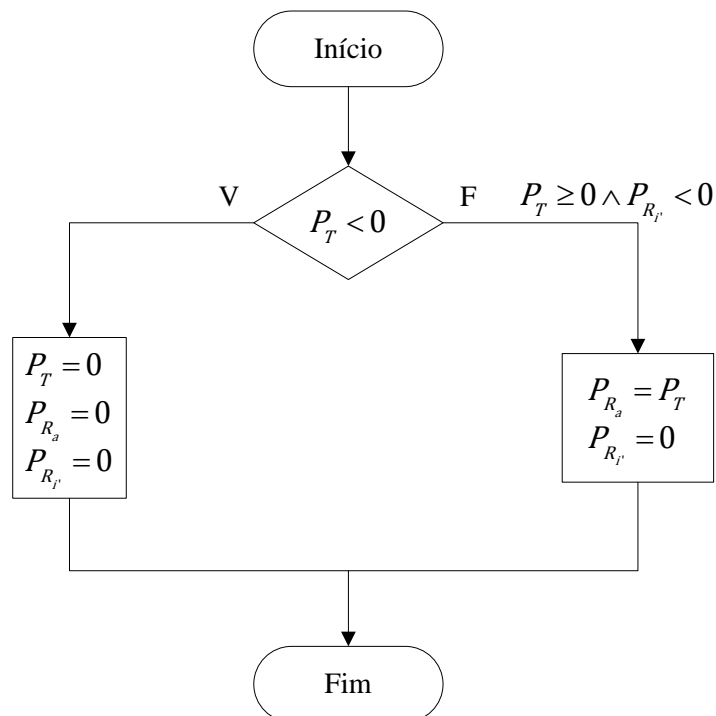 Início
V
F
P_T ≥ 0 ∧ P_{R_{i'}} < 0
P_T < 0
P_T = 0
P_{R_a} = 0
P_{R_{i'}} = 0
P_{R_a} = P_T
P_{R_{i'}} = 0
Fim